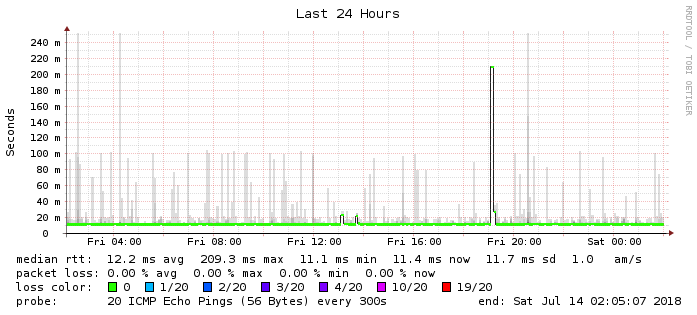 Last 24 Hours
RRDTOOL / TOBI OETIKER
Seconds
240 m
220 m
200 m
180 m
160 m
140 m
120 m
100 m
80 m
60 m
40 m
20 m
0
Fri 04:00 Fri 08:00 Fri 12:00 Fri 16:00 Fri 20:00 Sat 00:00
median rtt: 12.2 ms avg 209.3 ms max 11.1 ms min 11.4 ms now 11.7 ms sd 1.0 am/s
packet loss: 0.00 % avg 0.00 % max 0.00 % min 0.00 % now
loss color: 0 1/20 2/20 3/20 4/20 10/20 19/20
probe: 20 ICMP Echo Pings (56 Bytes) every 300s end: Sat Jul 14 02:05:07 2018